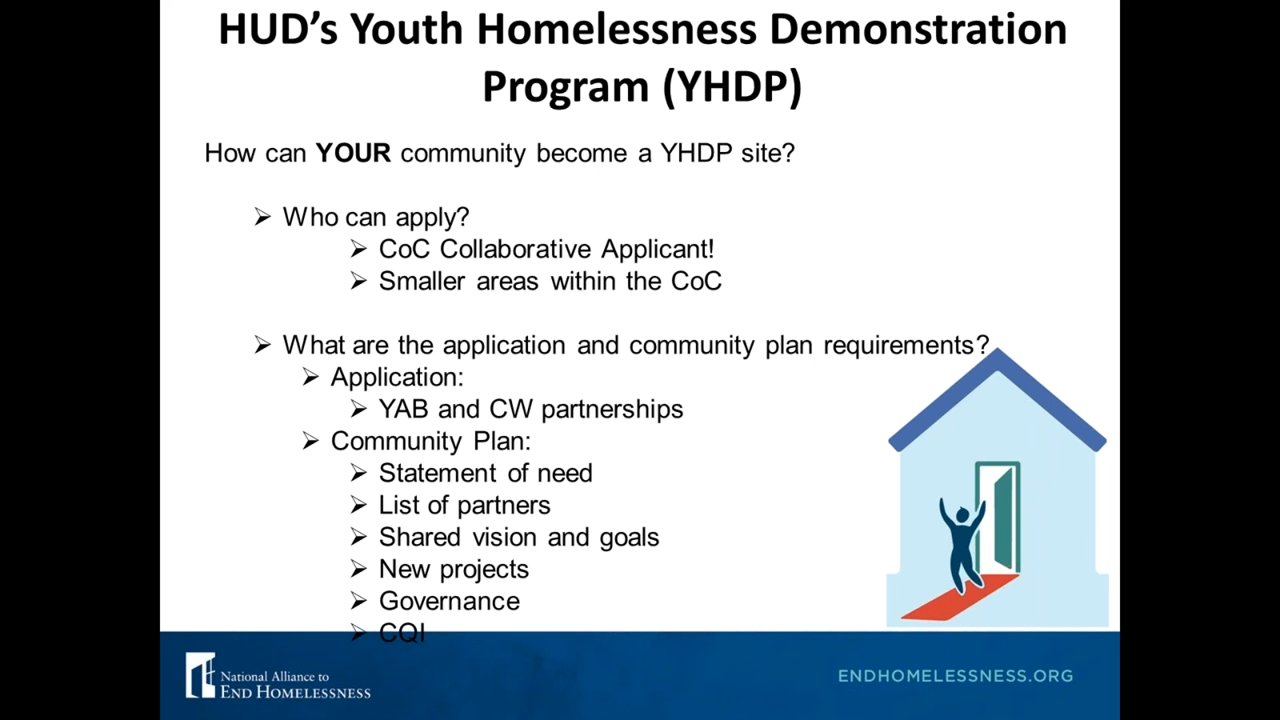 HUD’s Youth Homelessness Demonstration
Program (YHDP)
How can YOUR community become a YHDP site?
➢ Who can apply?
➢ CoC Collaborative Applicant!
➢ Smaller areas within the CoC
➢ What are the application and community plan requirements?
➢ Application:
➢ YAB and CW partnerships
➢ Community Plan:
➢ Statement of need
➢ List of partners
➢ Shared vision and goals
➢ New projects
➢ Governance
➢ CQI
National Alliance to
END HOMELESSNESS
ENDHOMELESSNESS.ORG